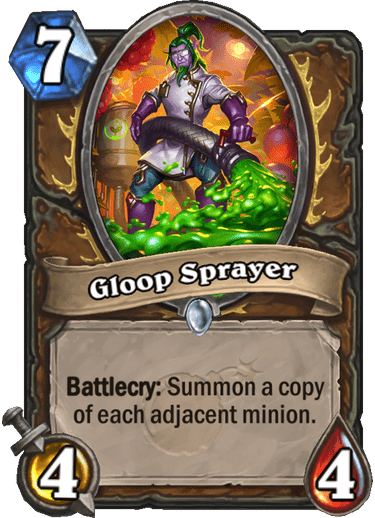 7
Gloop Sprayer
Battlecry: Summon a copy
of each adjacent minion.
4
4